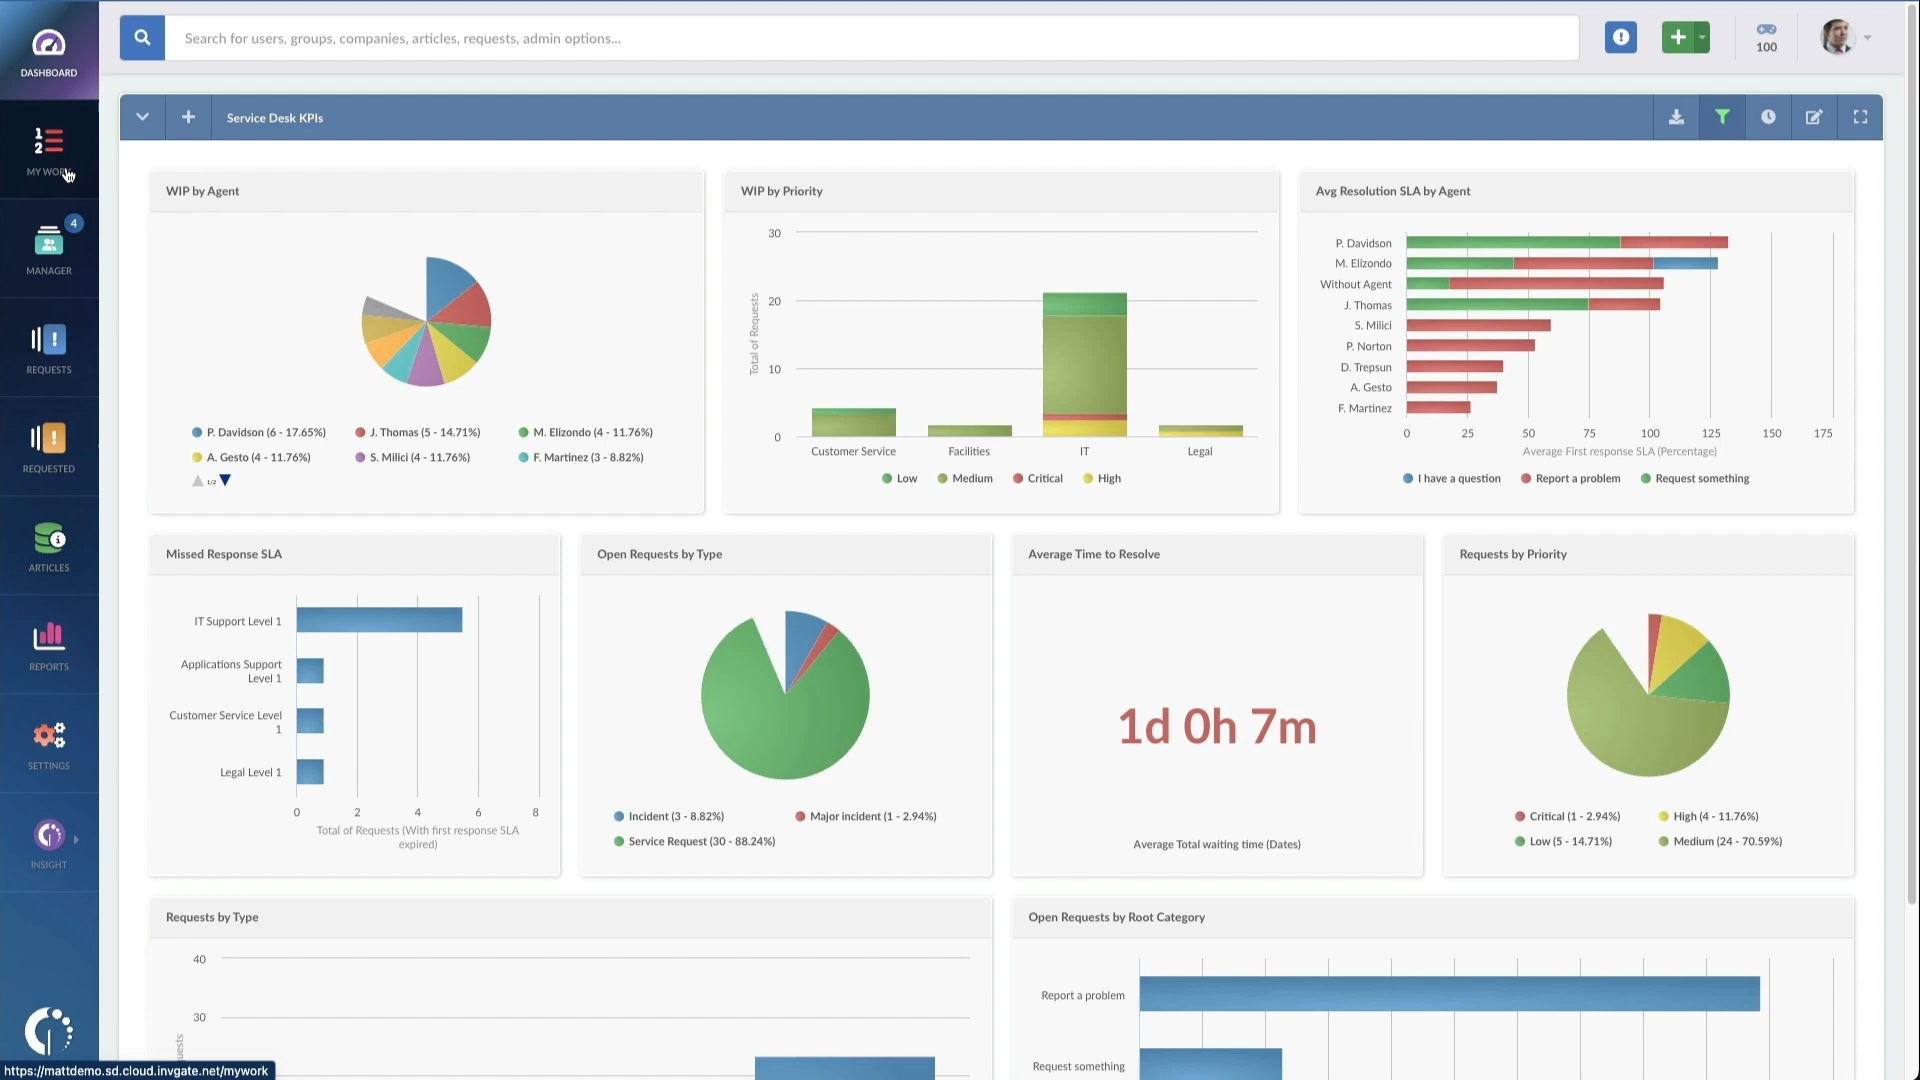 DASHBOARD
MY WORK
4
MANAGER
REQUESTS
REQUESTED
ARTICLES
REPORTS
SETTINGS
INSIGHT
Search for users, groups, companies, articles, requests, admin options...
100
Service Desk KPIs
WIP by Agent
P. Davidson (6 - 17.65%)
J. Thomas (5 - 14.71%)
M. Elizondo (4 - 11.76%)
A. Gesto (4 - 11.76%)
S. Milici (4 - 11.76%)
F. Martinez (3 - 8.82%)
1/2
WIP by Priority
Total of Requests
30
20
10
0
Customer Service
Facilities
IT
Legal
Low
Medium
Critical
High
Avg Resolution SLA by Agent
P. Davidson
M. Elizondo
Without Agent
J. Thomas
S. Milici
P. Norton
D. Trepsun
A. Gesto
F. Martinez
0 25 50 75 100 125 150 175
Average First response SLA (Percentage)
I have a question
Report a problem
Request something
Missed Response SLA
IT Support Level 1
Applications Support
Level 1
Customer Service Level
1
Legal Level 1
0 2 4 6 8
Total of Requests (With first response SLA
expired)
Open Requests by Type
Incident (3 - 8.82%)
Major incident (1 - 2.94%)
Service Request (30 - 88.24%)
Average Time to Resolve
1d 0h 7m
Average Total waiting time (Dates)
Requests by Priority
Critical (1 - 2.94%)
High (4 - 11.76%)
Low (5 - 14.71%)
Medium (24 - 70.59%)
Requests by Type
40
30
Open Requests by Root Category
Report a problem
Request something
https://mattdemo.sd.cloud.invgate.net/mywork